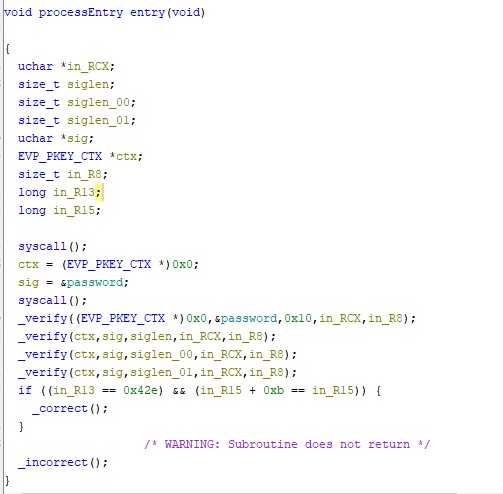 void processEntry entry(void)
{
uchar *in_RCX;
size_t siglen;
size_t siglen_00;
size_t siglen_01;
uchar *sig;
EVP_PKEY_CTX *ctx;
size_t in_R8;
long in_R13;
long in_R15;
syscall();
ctx = (EVP_PKEY_CTX *)0x0;
sig = &password;
syscall();
_verify((EVP_PKEY_CTX *)0x0,&password,0x10,in_RCX,in_R8);
_verify(ctx,sig,siglen,in_RCX,in_R8);
_verify(ctx,sig,siglen_00,in_RCX,in_R8);
_verify(ctx,sig,siglen_01,in_RCX,in_R8);
if ((in_R13 == 0x42e) && (in_R15 + 0xb == in_R15)) {
_correct();
}
/* WARNING: Subroutine does not return */
_incorrect();
}